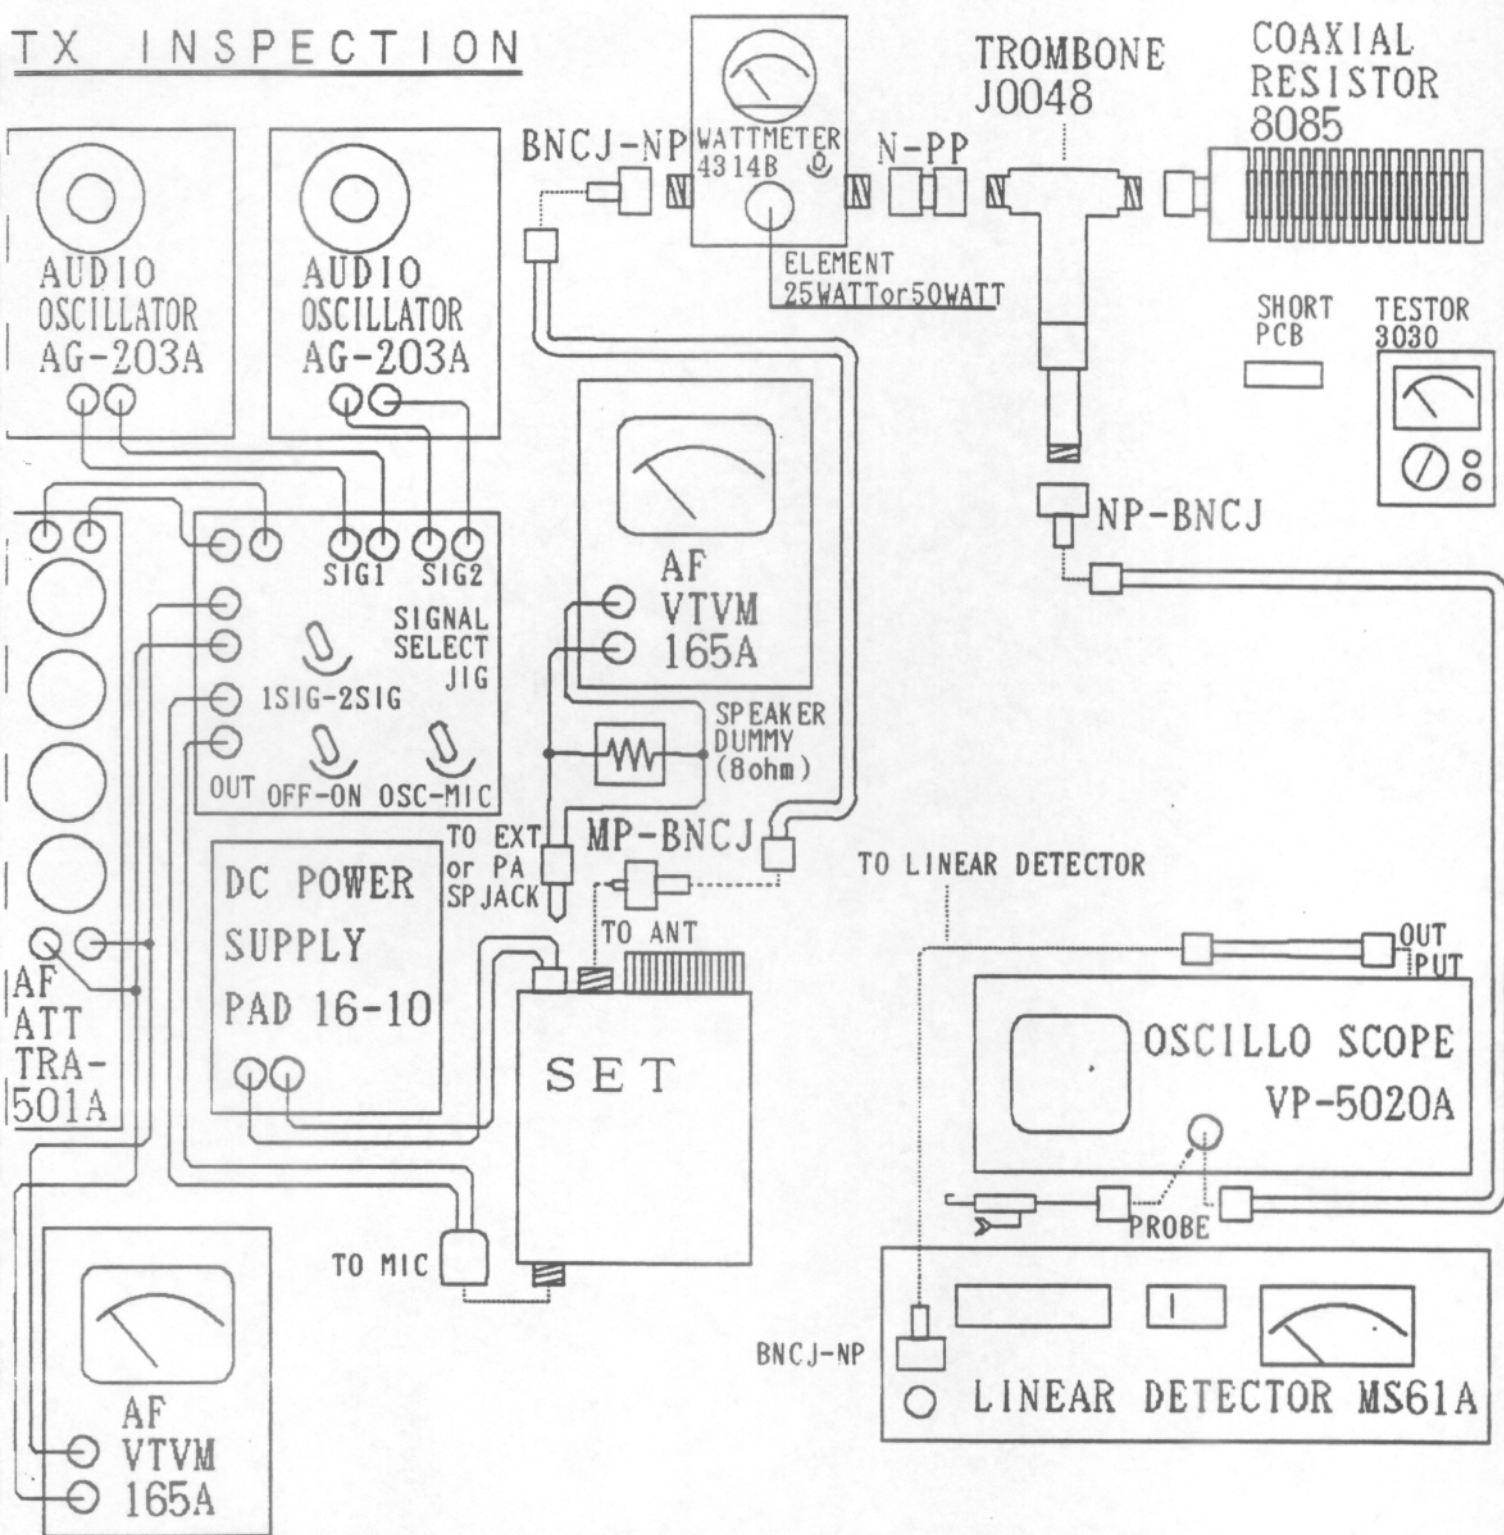 TX INSPECTION
AUDIO
OSCILLATOR
AG-203A
AUDIO
OSCILLATOR
AG-203A
BNCJ-NP
WATTMETER
4314B
N-PP
TROMBONE
J0048
COAXIAL
RESISTOR
8085
ELEMENT
25WATTor50WATT
SHORT
PCB
TESTOR
3030
NP-BNCJ
SIG1 SIG2
SIGNAL
SELECT
JIG
1SIG-2SIG
OUT OFF-ON OSC-MIC
AF
VTVM
165A
SPEAKER
DUMMY
(8ohm)
TO EXT
or PA
SP JACK
MP-BNCJ
TO ANT
TO LINEAR DETECTOR
DC POWER
SUPPLY
PAD 16-10
AF
ATT
TRA-
501A
SET
OUT
PUT
OSCILLO SCOPE
VP-5020A
PROBE
TO MIC
BNCJ-NP
LINEAR DETECTOR MS61A
AF
VTVM
165A